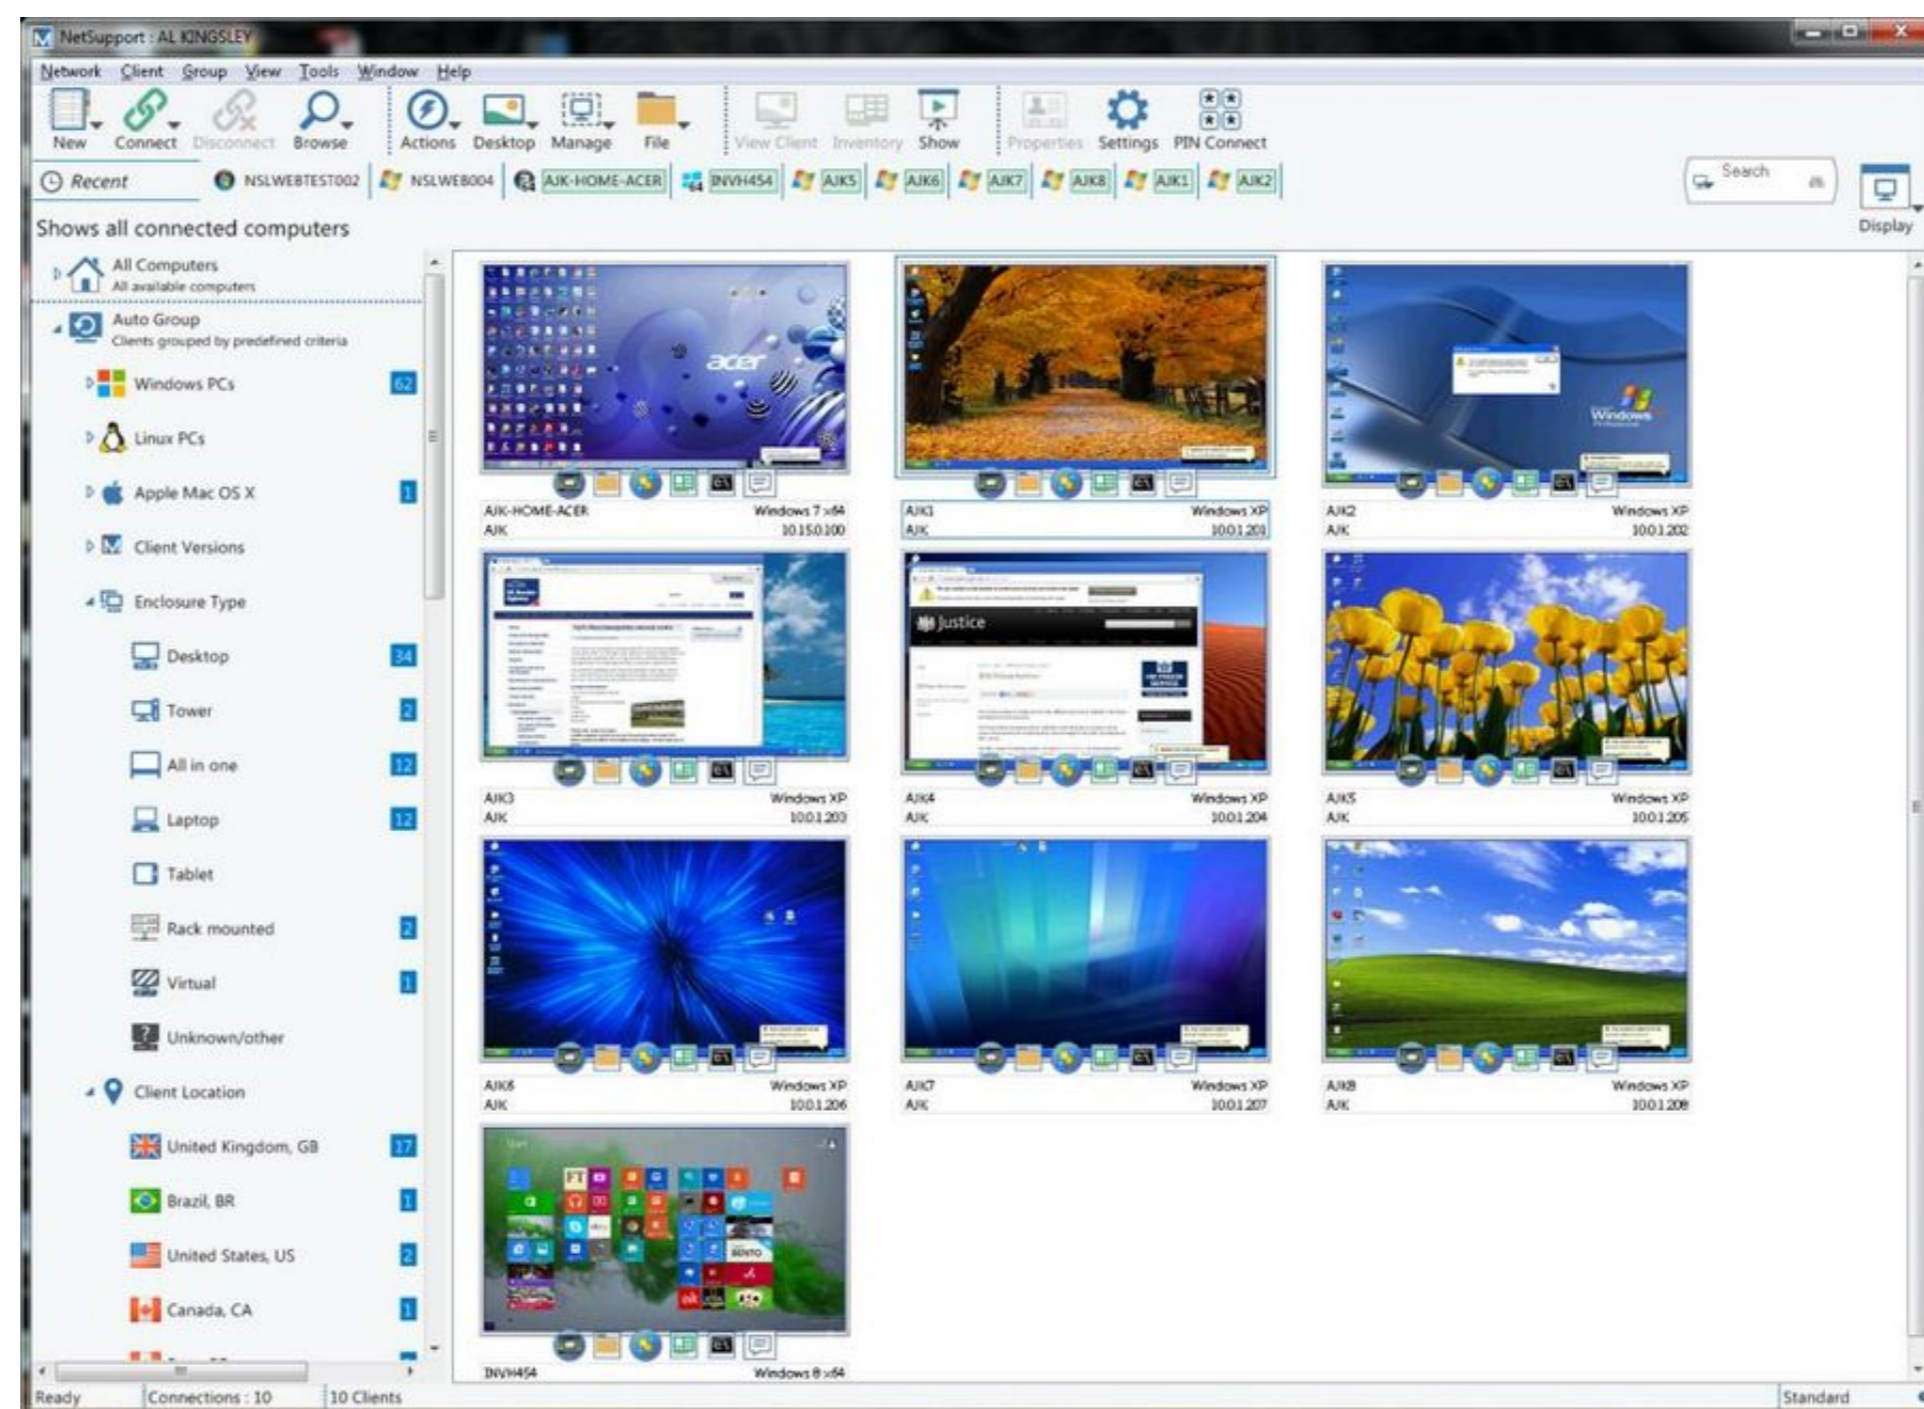 NetSupport : AL KINGSLEY
Network Client Group View Tools Window Help
New Connect Disconnect Browse Actions Desktop Manage File View Client Inventory Show Properties Settings PIN Connect
Recent NSLWEBTEST002 NSLWEB004 AJK-HOME-ACER INVH454 AJK5 AJK6 AJK7 AJK8 AJK1 AJK2
Search
Display
Shows all connected computers
All Computers
All available computers
Auto Group
Clients grouped by predefined criteria
Windows PCs 62
Linux PCs
Apple Mac OS X 1
Client Versions
Enclosure Type
Desktop 34
Tower 2
All in one 12
Laptop 12
Tablet
Rack mounted 2
Virtual 1
Unknown/other
Client Location
United Kingdom, GB 17
Brazil, BR 1
United States, US 2
Canada, CA 1
acer
AJK-HOME-ACER Windows 7 x64
AJK 10.15.0.100
AJK1 Windows XP
AJK 10.0.1.201
Windows
AJK2 Windows XP
AJK 10.0.1.202
AJK3 Windows XP
AJK 10.0.1.203
Justice
AJK4 Windows XP
AJK 10.0.1.204
AJK5 Windows XP
AJK 10.0.1.205
AJK6 Windows XP
AJK 10.0.1.206
AJK7 Windows XP
AJK 10.0.1.207
AJK8 Windows XP
AJK 10.0.1.208
Start
FT
BENTO
INVH454 Windows 8 x64
Ready Connections : 10 10 Clients Standard